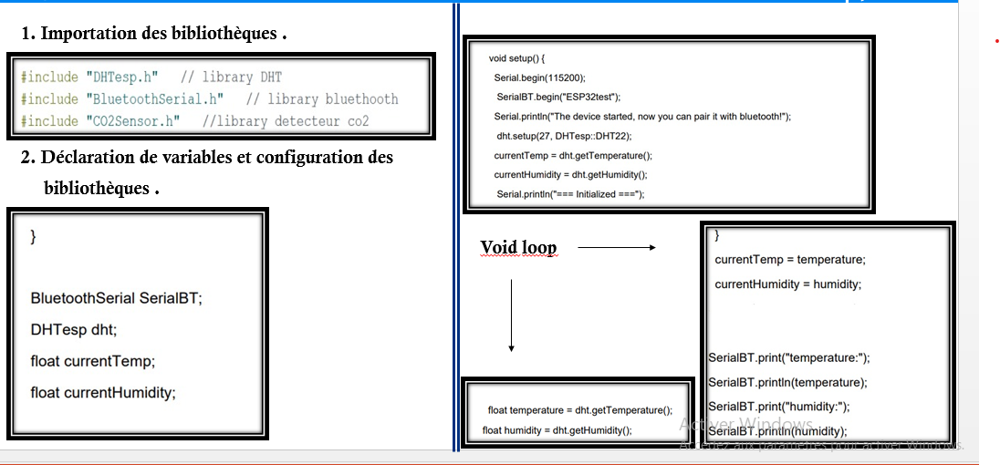 1. Importation des bibliothèques .
#include "DHTesp.h" // library DHT
#include "BluetoothSerial.h" // library bluethooth
#include "CO2Sensor.h" //library detecteur co2
2. Déclaration de variables et configuration des
bibliothèques .
}
BluetoothSerial SerialBT;
DHTesp dht;
float currentTemp;
float currentHumidity;
void setup() {
Serial.begin(115200);
SerialBT.begin("ESP32test");
Serial.println("The device started, now you can pair it with bluetooth!");
dht.setup(27, DHTesp::DHT22);
currentTemp = dht.getTemperature();
currentHumidity = dht.getHumidity();
Serial.println("=== Initialized ===");
Void loop
float temperature = dht.getTemperature();
float humidity = dht.getHumidity();
}
currentTemp = temperature;
currentHumidity = humidity;
SerialBT.print("temperature:");
SerialBT.println(temperature);
SerialBT.print("humidity:");
SerialBT.println(humidity);
Activer Windows
Accédez aux paramètres pour activer Windows.